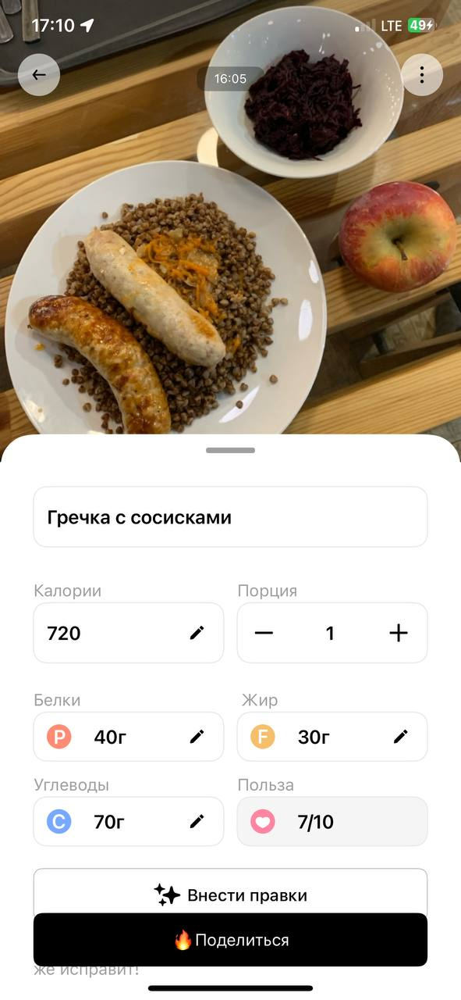 17:10
LTE 49
16:05
Гречка с сосисками
Калории
Порция
720
1
Белки
Жир
P 40г
F 30г
Углеводы
Польза
C 70г
7/10
Внести правки
Поделиться
же исправит!